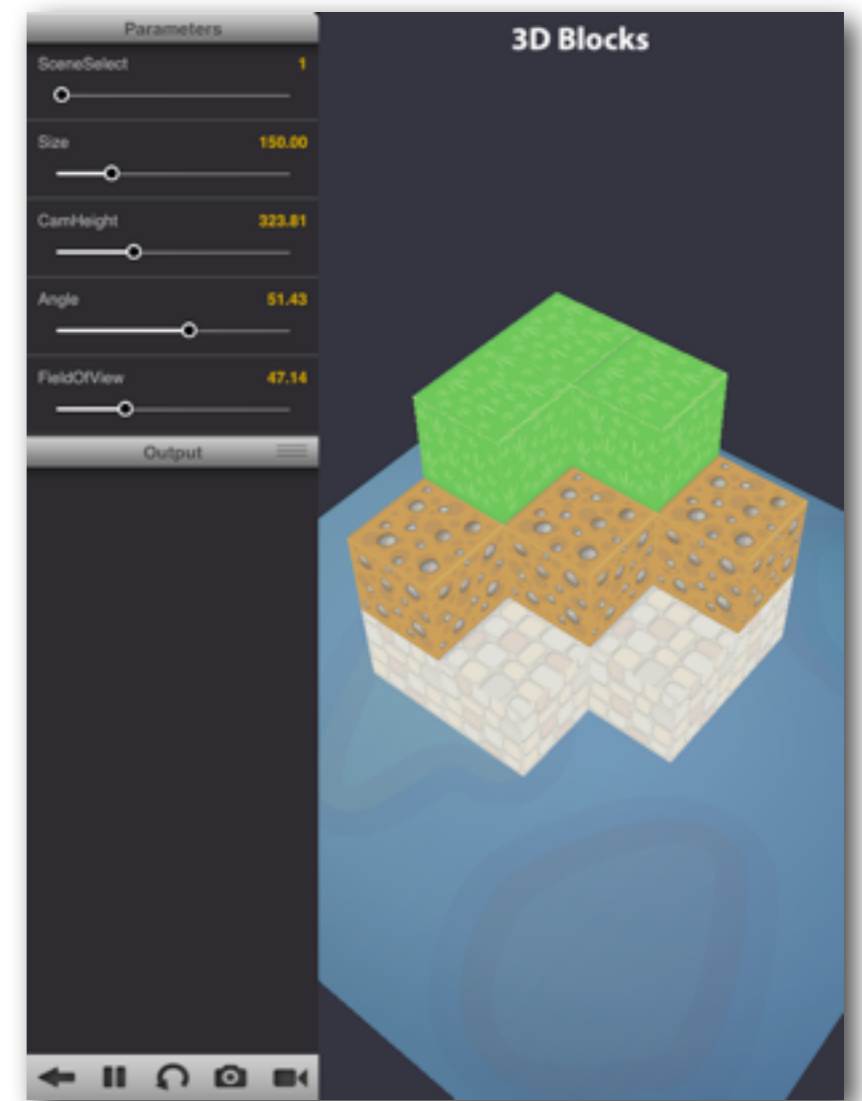 Parameters
3D Blocks
SceneSelect 1
Size 150.00
CamHeight 323.81
Angle 51.43
FieldOfView 47.14
Output